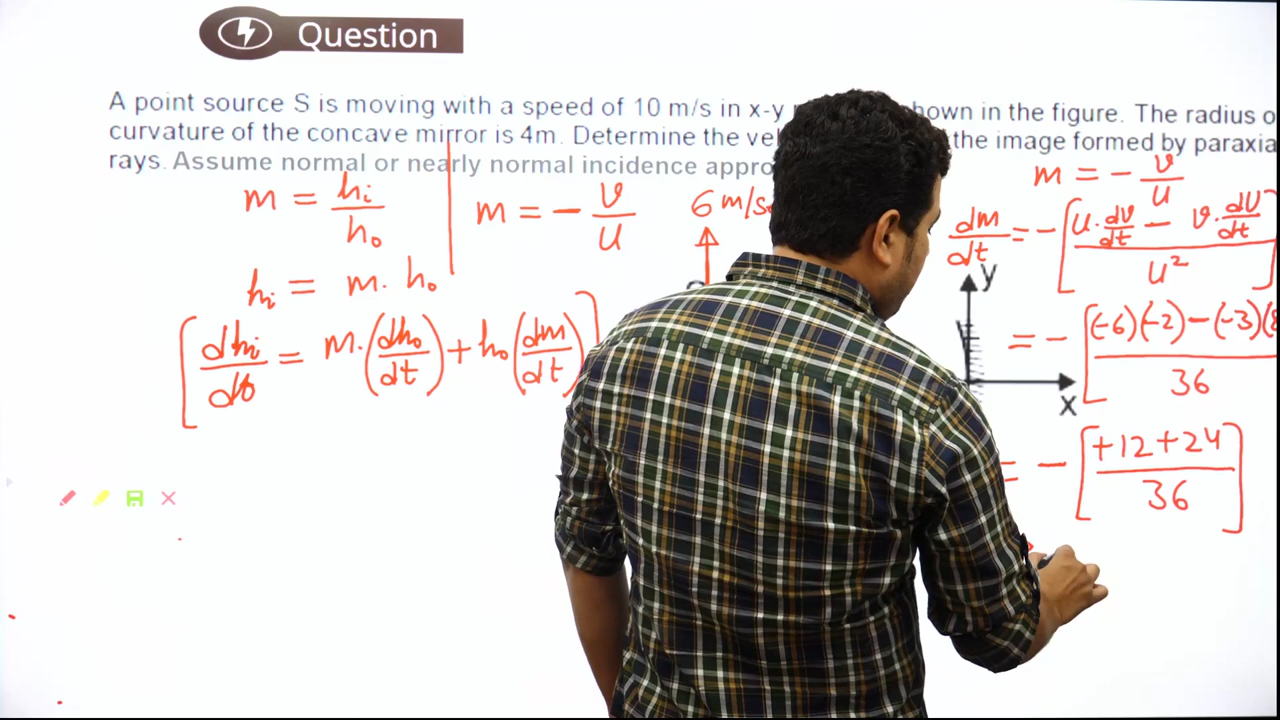 Question
A point source S is moving with a speed of 10 m/s in x-y shown in the figure. The radius o
curvature of the concave mirror is 4m. Determine the vel the image formed by paraxia
rays. Assume normal or nearly normal incidence appro
m = hi/ho
m = - v/u
6 m/s
m = - v/u
dm/dt = - [u·dv/dt - v·dU/dt / u²]
hi = m · ho
y
[dhi/dt = m·(dho/dt) + ho(dm/dt)]
= - [(-6)(-2) - (-3)(8 / 36
x
= - [+12 + 24 / 36]